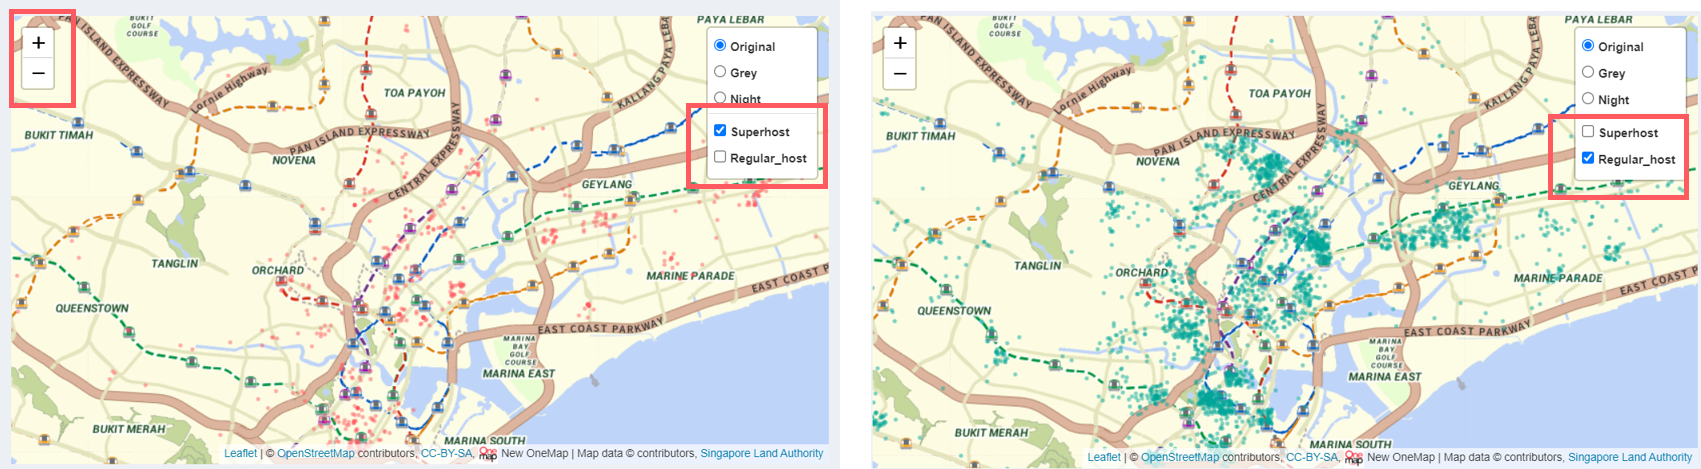 BUKIT
GOLF
COURSE
PAYA LEBAR
PAN ISLAND EXPRESSWAY
+
−
Original
Grey
Night
Superhost
Regular_host
Lornie Highway
TOA PAYOH
KALLANG PAYA LEBAR
BUKIT TIMAH
PAN ISLAND EXPRESSWAY
NOVENA
CENTRAL EXPRESSWAY
GEYLANG
TANGLIN
ORCHARD
MARINE PARADE
QUEENSTOWN
EAST COAST P
EAST COAST PARKWAY
MARINA
BAY
GOLF
COURSE
MARINA EAST
BUKIT MERAH
MARINA SOUTH
Leaflet | © OpenStreetMap contributors, CC-BY-SA, OneMap New OneMap | Map data © contributors, Singapore Land Authority
BUKIT
GOLF
COURSE
PAYA LEBAR
PAN ISLAND EXPRESSWAY
+
−
Original
Grey
Night
Superhost
Regular_host
Lornie Highway
TOA PAYOH
KALLANG PAYA LEBAR
BUKIT TIMAH
PAN ISLAND EXPRESSWAY
NOVENA
CENTRAL EXPRESSWAY
GEYLANG
TANGLIN
ORCHARD
MARINE PARADE
QUEENSTOWN
EAST COAST P
EAST COAST PARKWAY
MARINA
BAY
GOLF
COURSE
MARINA EAST
BUKIT MERAH
MARINA SOUTH
Leaflet | © OpenStreetMap contributors, CC-BY-SA, OneMap New OneMap | Map data © contributors, Singapore Land Authority